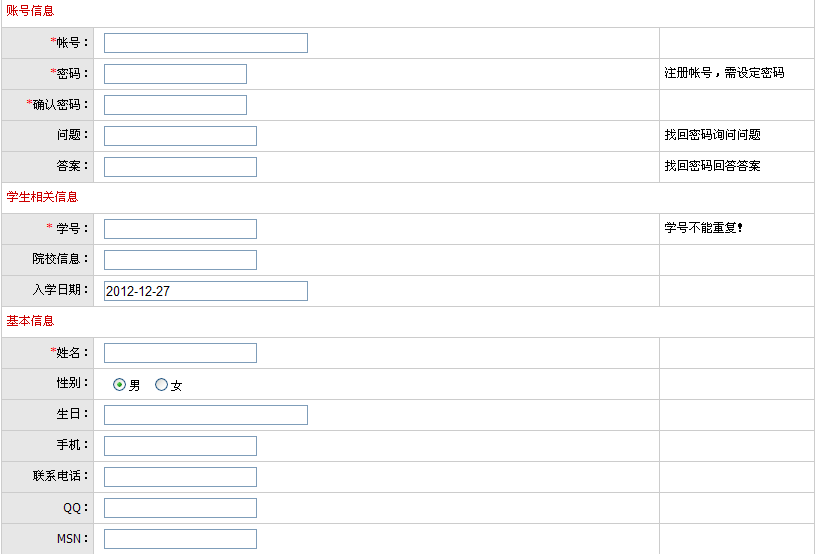 账号信息
*帐号：
*密码： 注册帐号，需设定密码
*确认密码：
问题： 找回密码询问问题
答案： 找回密码回答答案
学生相关信息
* 学号： 学号不能重复!
院校信息：
入学日期： 2012-12-27
基本信息
*姓名：
性别： 男 女
生日：
手机：
联系电话：
QQ：
MSN：